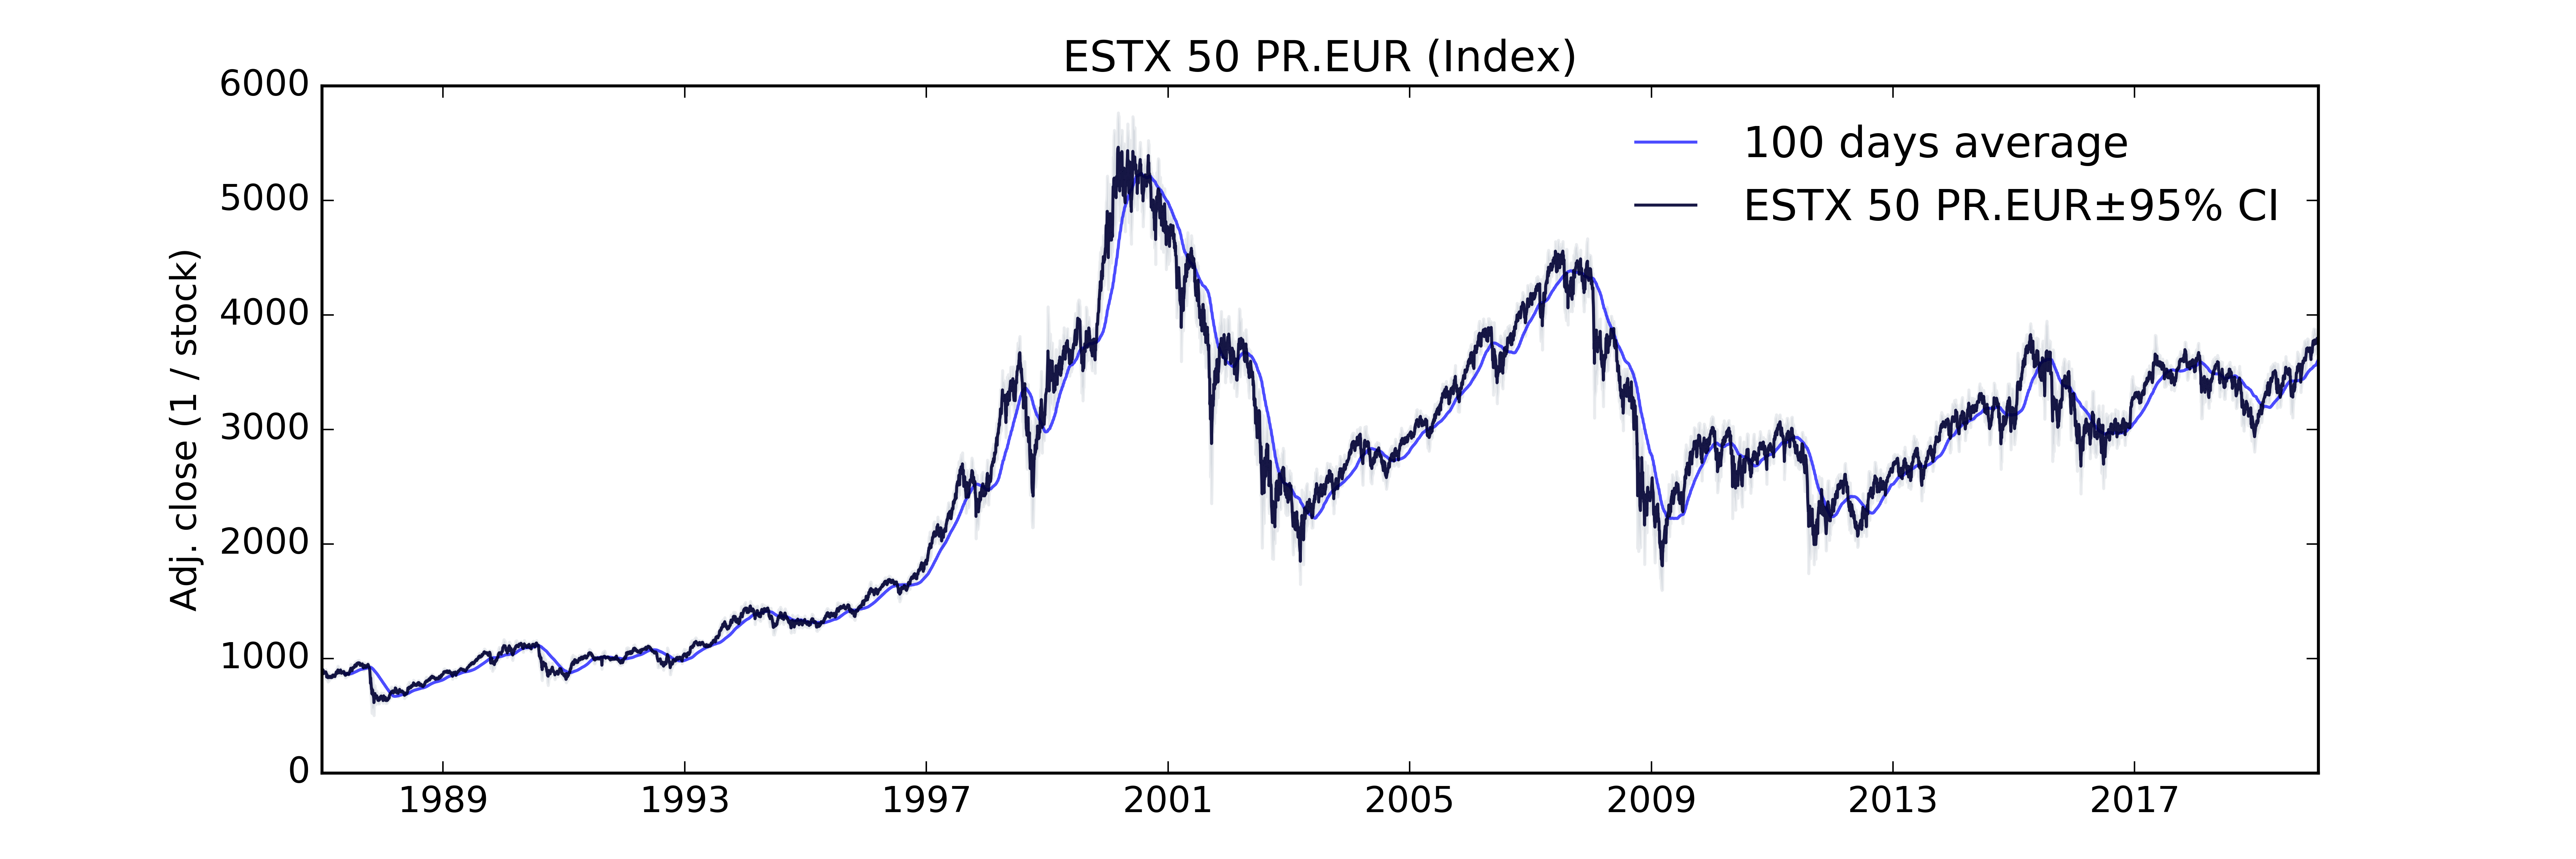 ESTX 50 PR.EUR (Index)
6000
5000
4000
3000
2000
1000
0
Adj. close (1 / stock)
100 days average
ESTX 50 PR.EUR±95% CI
1989 1993 1997 2001 2005 2009 2013 2017